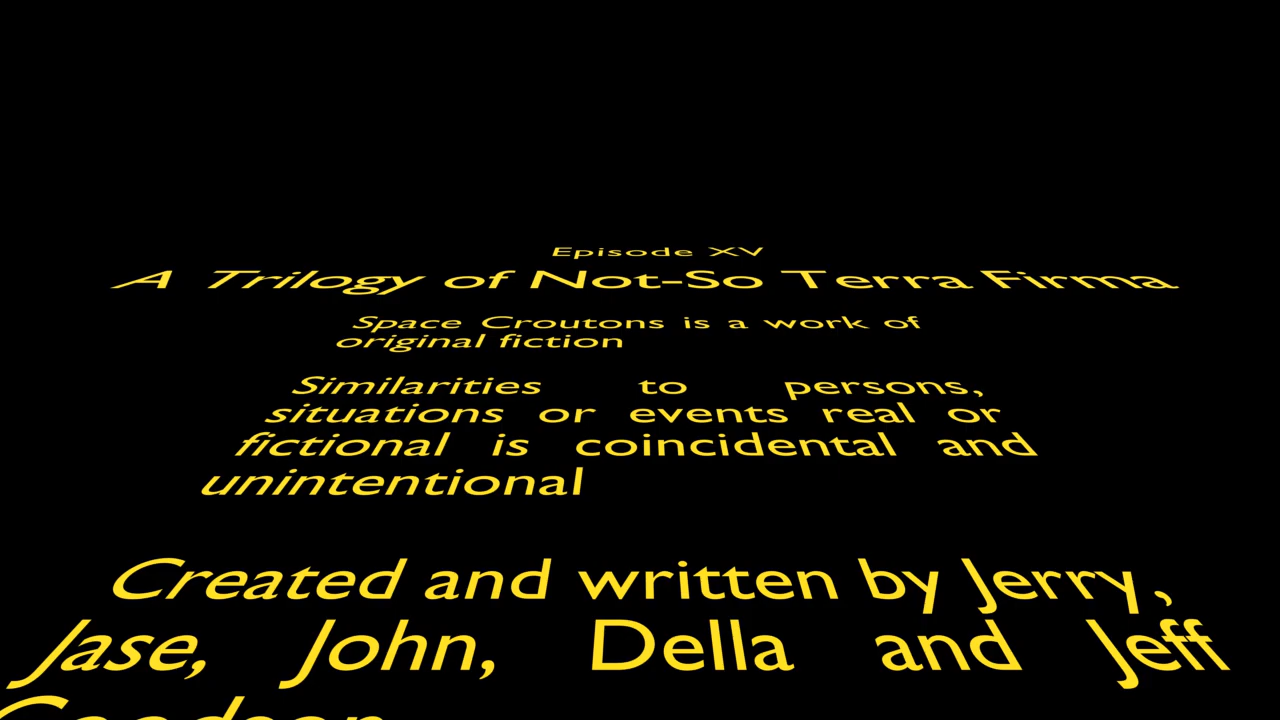 Episode XV
A Trilogy of Not-So Terra Firma
Space Croutons is a work of
original fiction
Similarities to persons,
situations or events real or
fictional is coincidental and
unintentional
Created and written by Jerry,
Jase, John, Della and Jeff